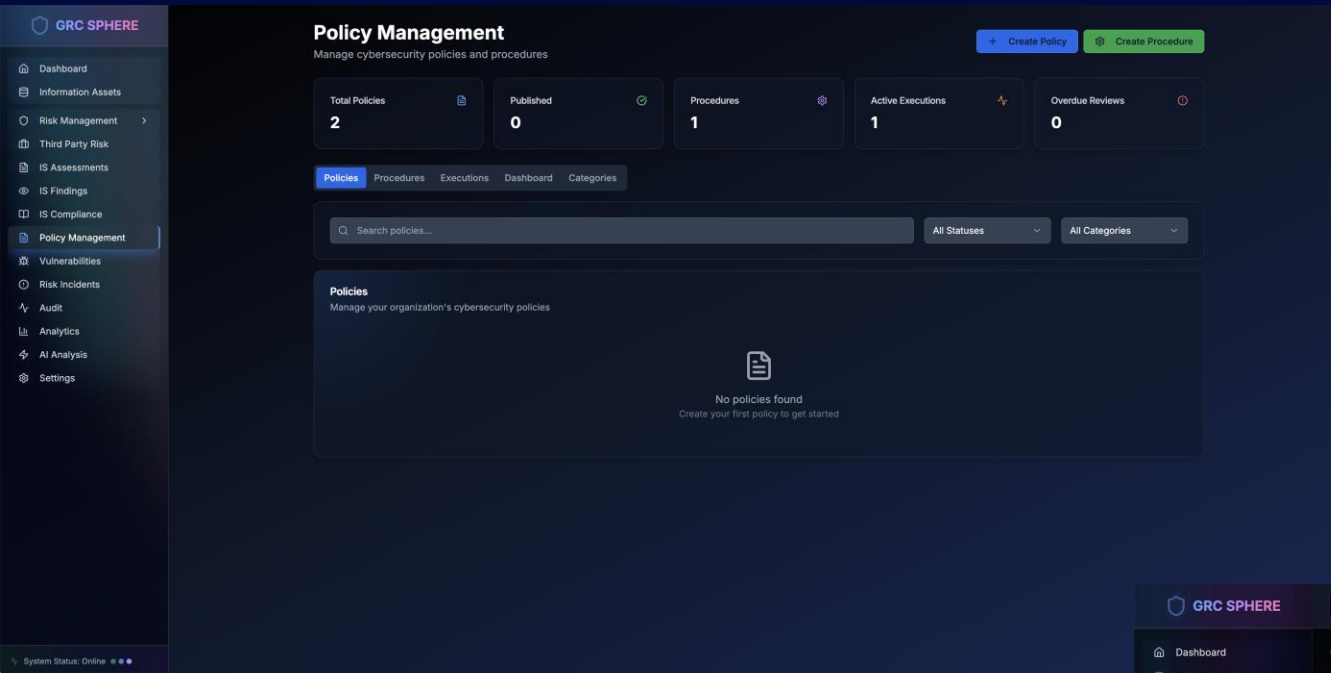 GRC SPHERE
Dashboard
Information Assets
Risk Management
Third Party Risk
IS Assessments
IS Findings
IS Compliance
Policy Management
Vulnerabilities
Risk Incidents
Audit
Analytics
AI Analysis
Settings
System Status: Online
Policy Management
Manage cybersecurity policies and procedures
Create Policy
Create Procedure
Total Policies
2
Published
0
Procedures
1
Active Executions
1
Overdue Reviews
0
Policies Procedures Executions Dashboard Categories
Search policies...
All Statuses
All Categories
Policies
Manage your organization's cybersecurity policies
No policies found
Create your first policy to get started
GRC SPHERE
Dashboard